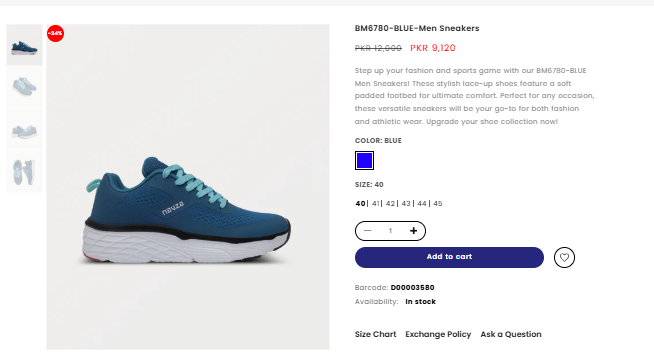 -24%
novza
BM6780-BLUE-Men Sneakers
PKR 12,000 PKR 9,120
Step up your fashion and sports game with our BM6780-BLUE
Men Sneakers! These stylish lace-up shoes feature a soft
padded footbed for ultimate comfort. Perfect for any occasion,
these versatile sneakers will be your go-to for both fashion
and athletic wear. Upgrade your shoe collection now!
COLOR: BLUE
SIZE: 40
40| 41| 42| 43| 44| 45
— 1 +
Add to cart
Barcode: D00003580
Availability: In stock
Size Chart Exchange Policy Ask a Question